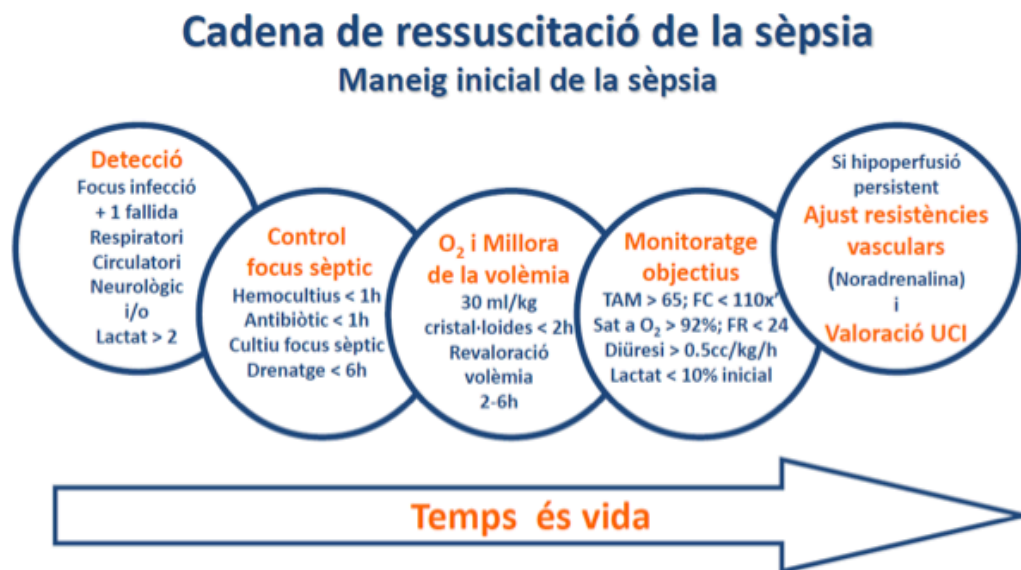 Cadena de ressuscitació de la sèpsia
Maneig inicial de la sèpsia
Detecció
Focus infecció
+ 1 fallida
Respiratori
Circulatori
Neurològic
i/o
Lactat > 2
Control
focus sèptic
Hemocultius < 1h
Antibiòtic < 1h
Cultiu focus sèptic
Drenatge < 6h
O₂ i Millora
de la volèmia
30 ml/kg
cristal·loides < 2h
Revaloració
volèmia
2-6h
Monitoratge
objectius
TAM > 65; FC < 110x'
Sat a O₂ > 92%; FR < 24
Diüresi > 0.5cc/kg/h
Lactat < 10% inicial
Si hipoperfusió
persistent
Ajust resistències
vasculars
(Noradrenalina)
i
Valoració UCI
Temps és vida